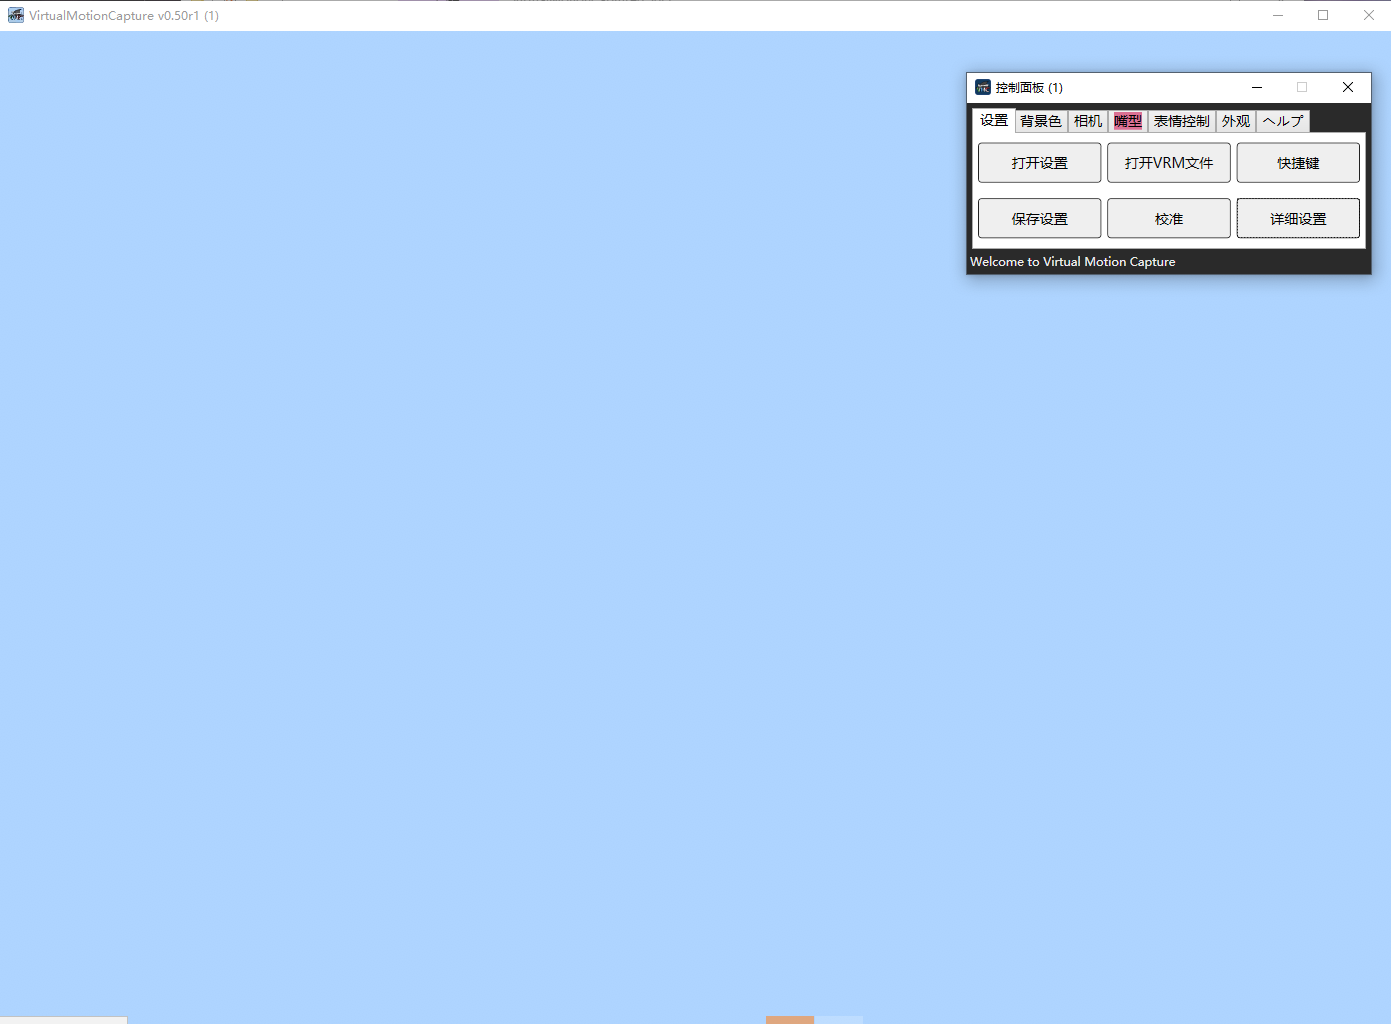 VirtualMotionCapture v0.50r1 (1)
控制面板 (1)
设置 背景色 相机 嘴型 表情控制 外观 ヘルプ
打开设置 打开VRM文件 快捷键
保存设置 校准 详细设置
Welcome to Virtual Motion Capture